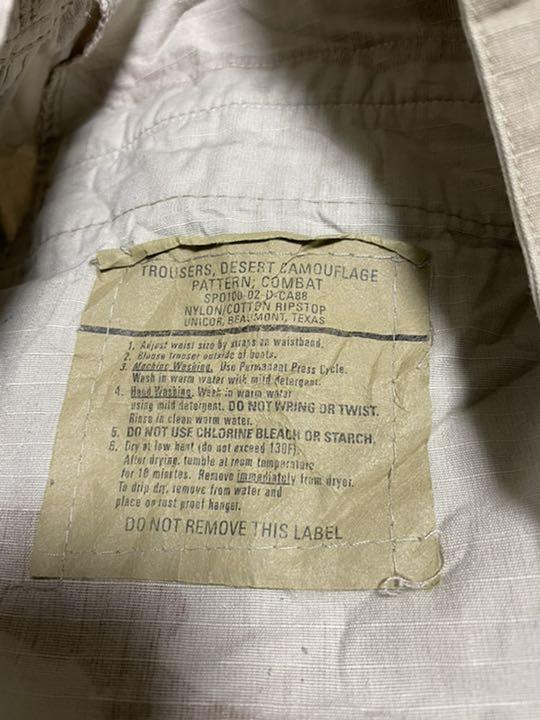 TROUSERS, DESERT CAMOUFLAGE
PATTERN; COMBAT
SPO100-02-D-CA88
NYLON/COTTON RIPSTOP
UNICOR, BEAUMONT, TEXAS
1. Adjust waist size by straps on waistband.
2. Blouse trouser outside of boots.
3. Machine Washing. Use Permanent Press Cycle.
Wash in warm water with mild detergent.
4. Hand Washing. Wash in warm water
using mild detergent. DO NOT WRING OR TWIST.
Rinse in clean warm water.
5. DO NOT USE CHLORINE BLEACH OR STARCH.
6. Dry at low heat (do not exceed 130F).
After drying, tumble at room temperature
for 10 minutes. Remove immediately from dryer.
To drip dry, remove from water and
place on rust proof hanger.
DO NOT REMOVE THIS LABEL